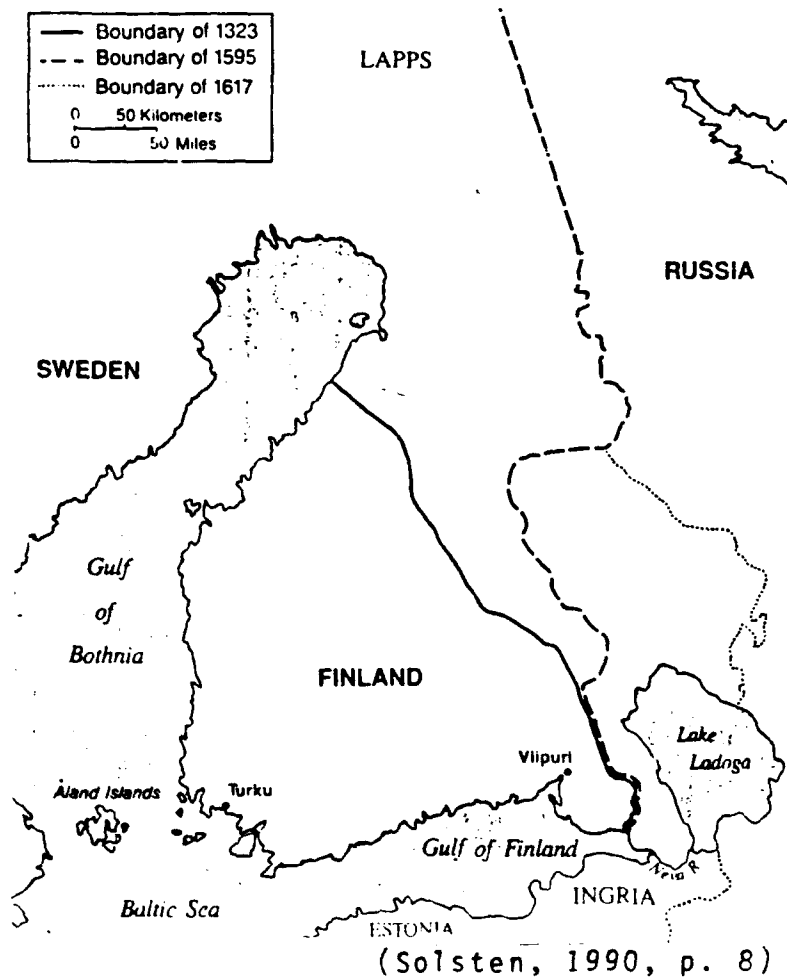 Boundary of 1323
Boundary of 1595
Boundary of 1617
0 50 Kilometers
0 50 Miles
LAPPS
RUSSIA
SWEDEN
Gulf
of
Bothnia
FINLAND
Lake
Ladoga
Viipuri
Åland Islands
Turku
Gulf of Finland
Neva R
INGRIA
Baltic Sea
ESTONIA
(Solsten, 1990, p. 8)